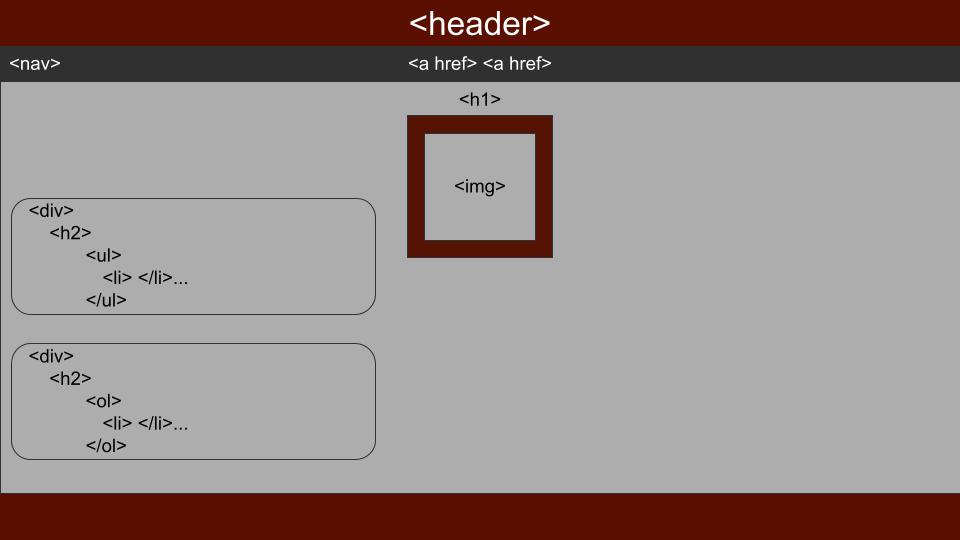 <header>
<nav> <a href> <a href>
<h1>
<img>
<div>
<h2>
<ul>
<li> </li>...
</ul>
<div>
<h2>
<ol>
<li> </li>...
</ol>